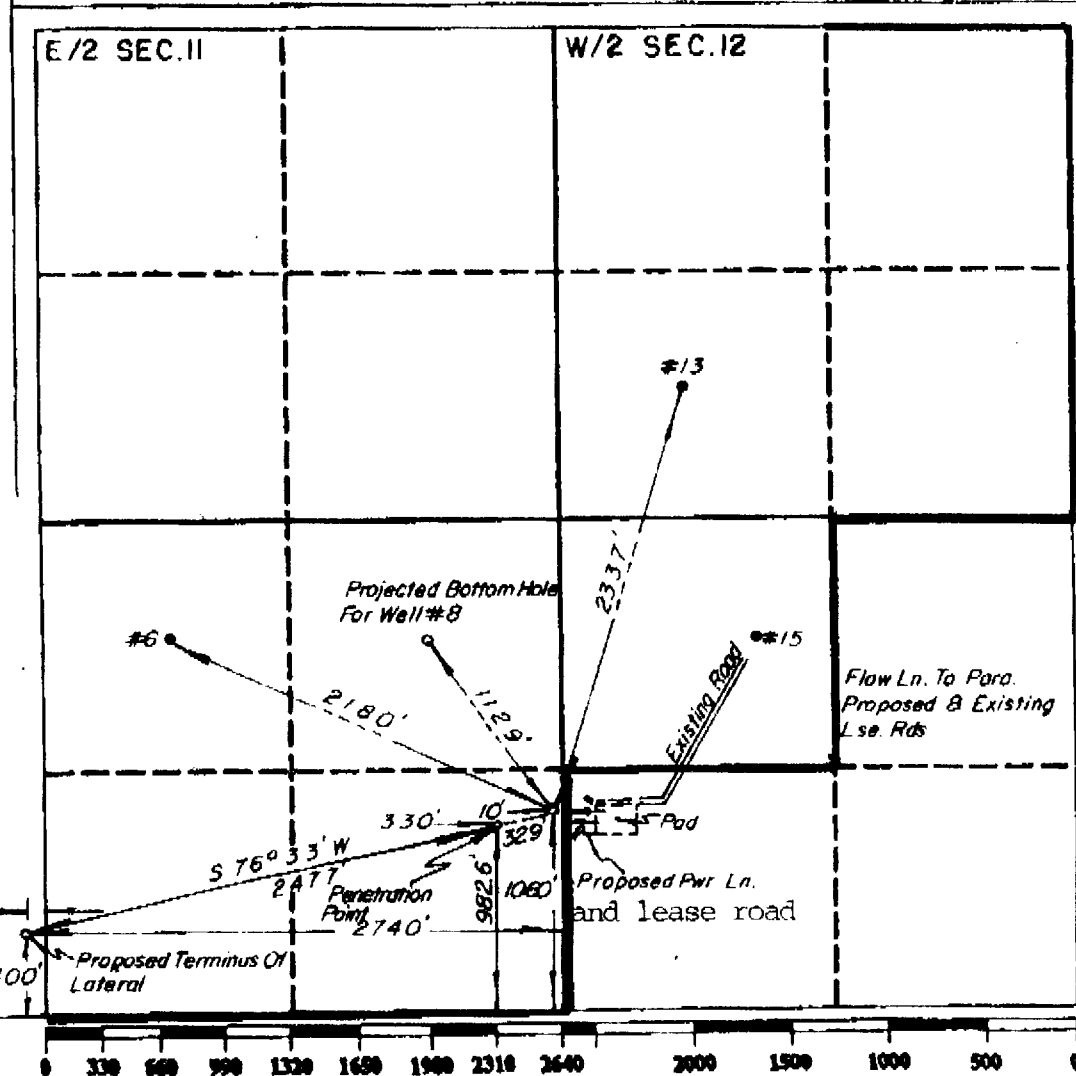 E/2 SEC.11
W/2 SEC.12
#13
2337'
Projected Bottom Hole
For Well #8
#6
#15
2180'
1129'
Existing Road
Flow Ln. To Para.
Proposed & Existing
Lse. Rds
330'
10'
329'
Pad
S 76° 33' W
2477'
Penetration
Point
982.6'
1060'
Proposed Pwr Ln.
and lease road
2740'
Proposed Terminus Of
Lateral
00'
0 330 660 990 1320 1650 1980 2310 2640 2000 1500 1000 500 0